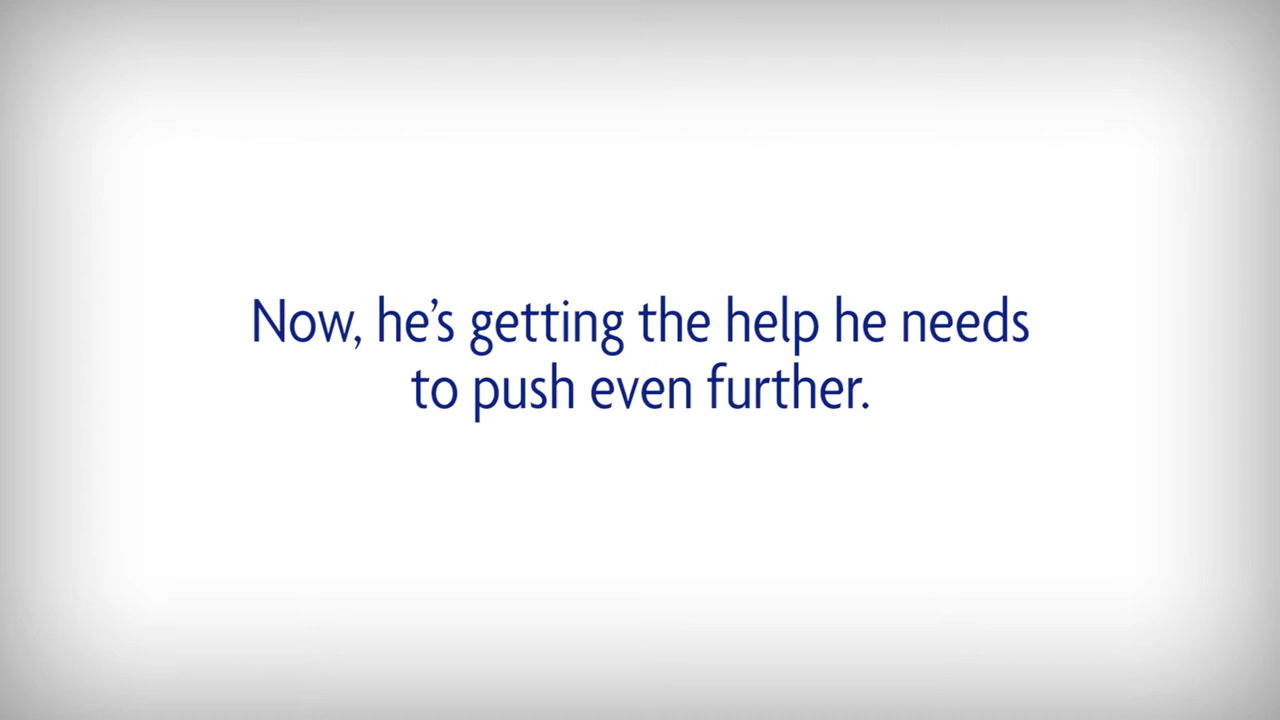 Now, he’s getting the help he needs
to push even further.